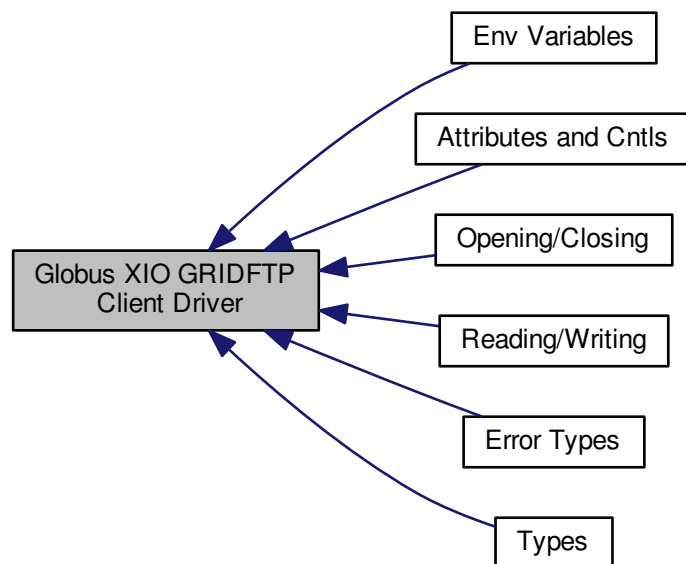 Env Variables
Attributes and Cntls
Opening/Closing
Globus XIO GRIDFTP
Client Driver
Reading/Writing
Error Types
Types